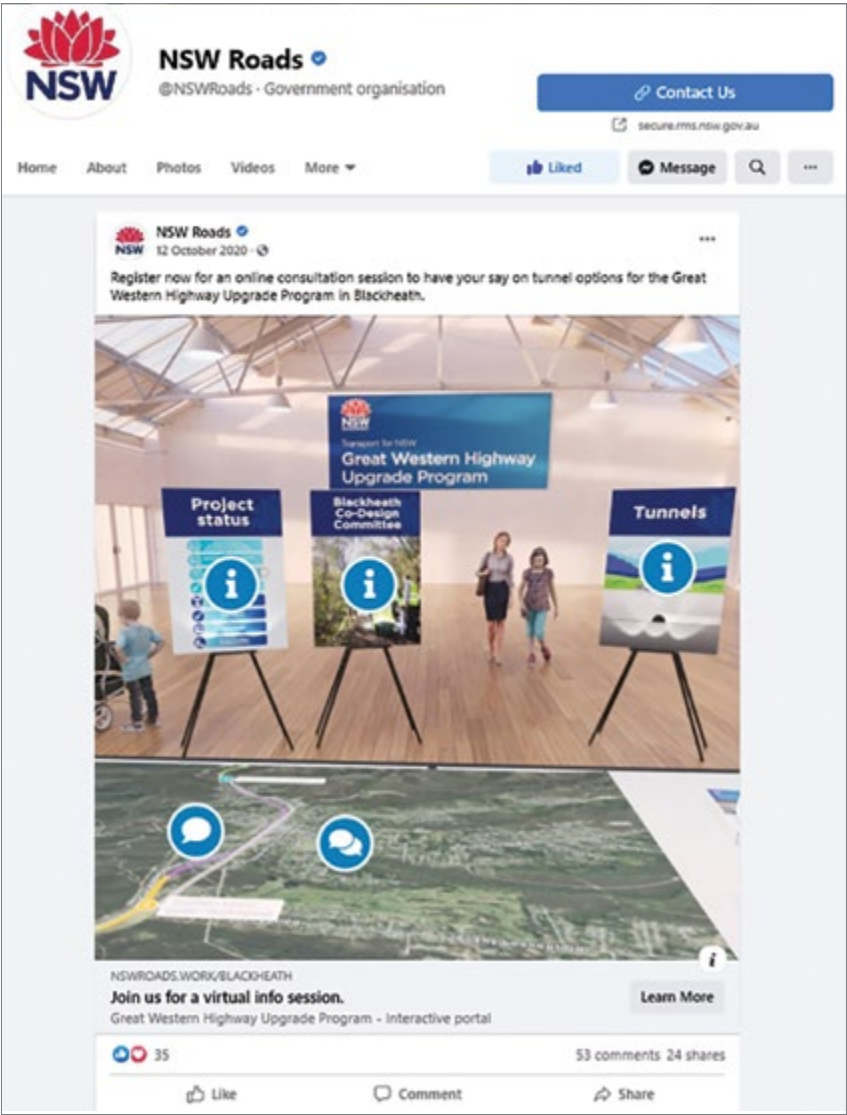 NSW
NSW Roads
@NSWRoads · Government organisation
Contact Us
secure.rms.nsw.gov.au
Home About Photos Videos More
Liked Message
NSW
NSW Roads
12 October 2020 ·
Register now for an online consultation session to have your say on tunnel options for the Great
Western Highway Upgrade Program in Blackheath.
NSW
Transport for NSW
Great Western Highway
Upgrade Program
Project
status
Blackheath
Co-Design
Committee
Tunnels
NSWROADS.WORK/BLACKHEATH
Join us for a virtual info session.
Great Western Highway Upgrade Program - Interactive portal
Learn More
35
53 comments 24 shares
Like Comment Share